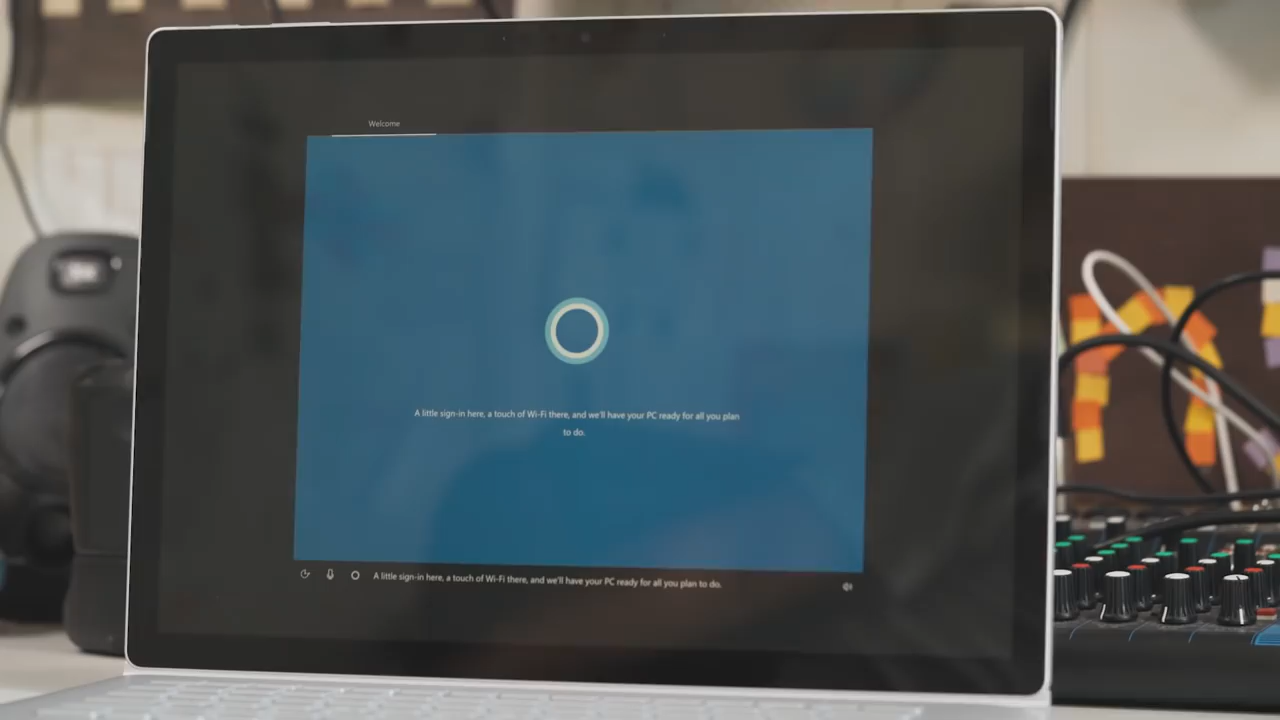 Welcome
A little sign-in here, a touch of Wi-Fi there, and we'll have your PC ready for all you plan
to do.
A little sign-in here, a touch of Wi-Fi there, and we'll have your PC ready for all you plan to do.